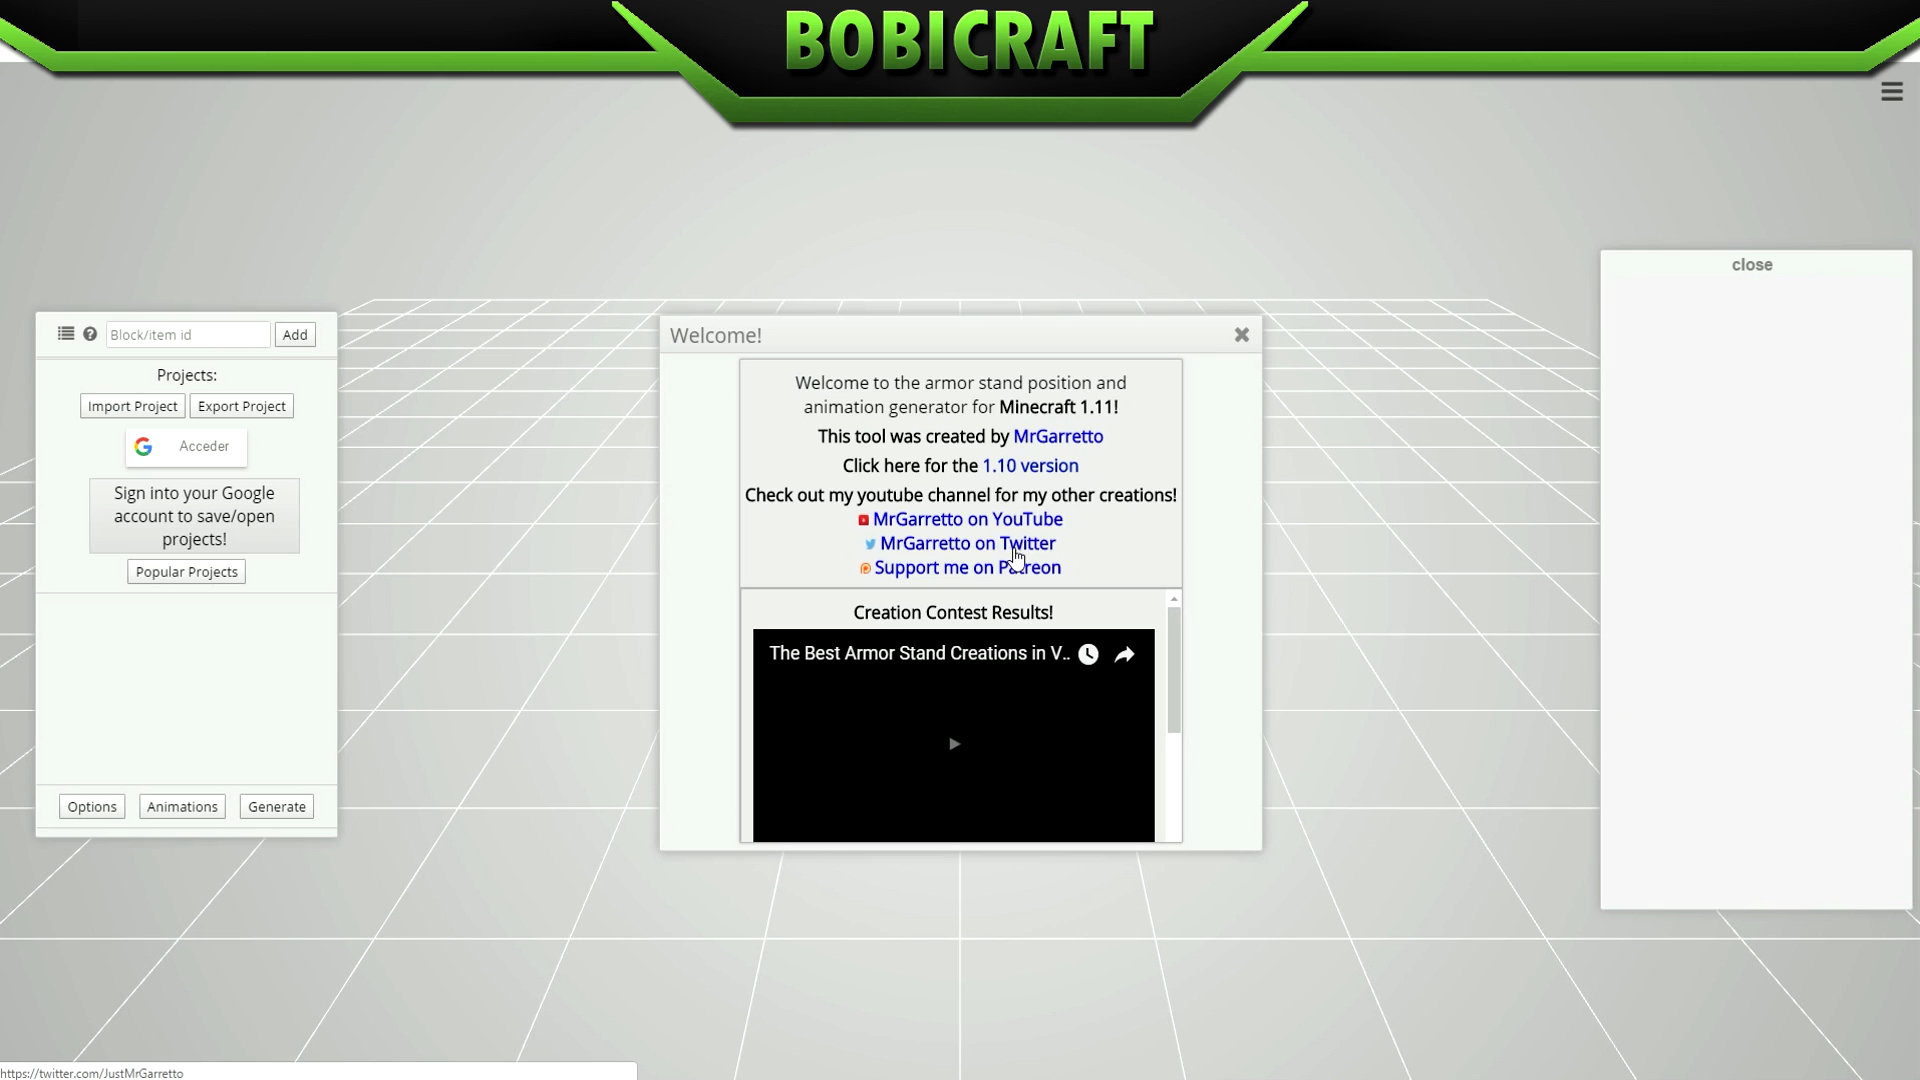 BOBICRAFT
Block/item id
Add
Projects:
Import Project
Export Project
Acceder
Sign into your Google
account to save/open
projects!
Popular Projects
Options
Animations
Generate
Welcome!
Welcome to the armor stand position and
animation generator for Minecraft 1.11!
This tool was created by MrGarretto
Click here for the 1.10 version
Check out my youtube channel for my other creations!
MrGarretto on YouTube
MrGarretto on Twitter
Support me on Patreon
Creation Contest Results!
The Best Armor Stand Creations in V..
close
https://twitter.com/JustMrGarretto